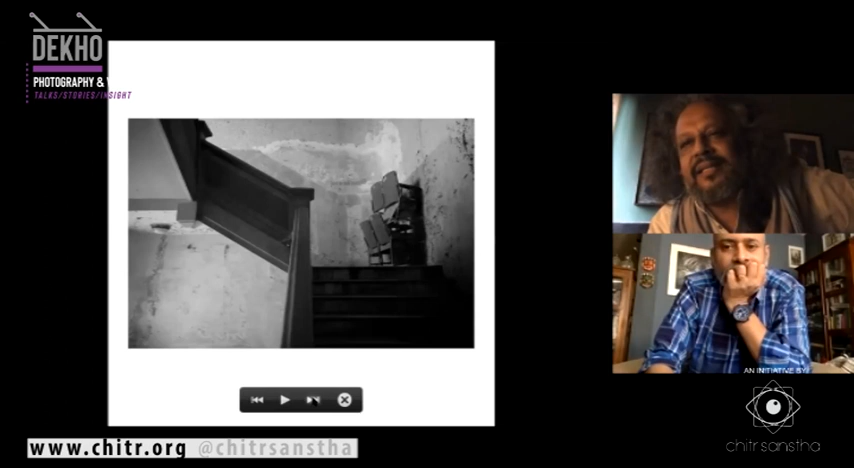 DEKHO
PHOTOGRAPHY &
TALKS/STORIES/INSIGHT
AN INITIATIVE BY
chitrsanstha
www.chitr.org @chitrsanstha